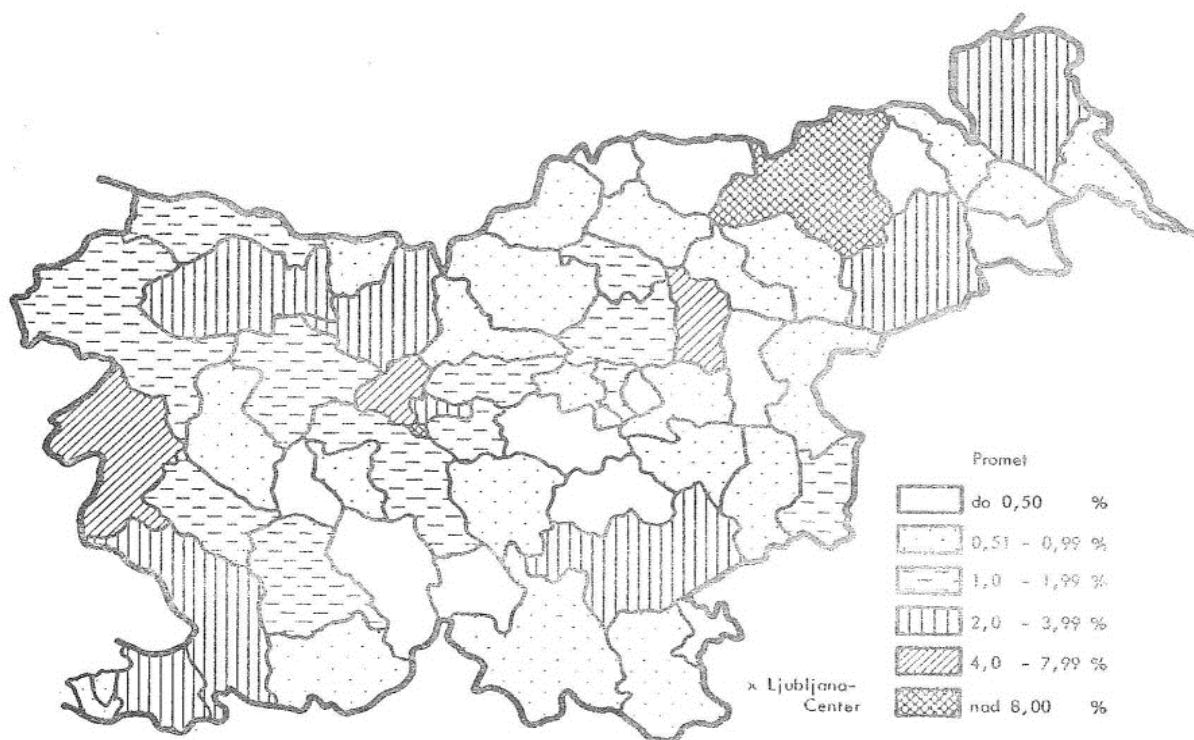 Promet
do 0,50 %
0,51 - 0,99 %
1,0 - 1,99 %
2,0 - 3,99 %
4,0 - 7,99 %
nad 8,00 %
x Ljubljana-
Center